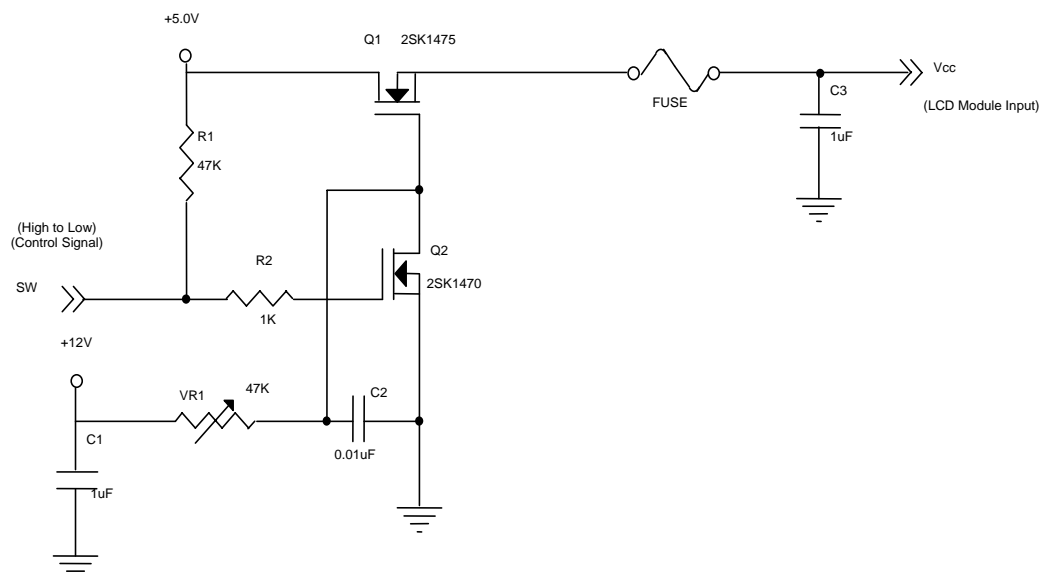 +5.0V
Q1 2SK1475
Vcc
FUSE
C3
(LCD Module Input)
1uF
R1
47K
(High to Low)
(Control Signal)
Q2
R2
2SK1470
SW
1K
+12V
VR1
47K
C2
C1
0.01uF
1uF